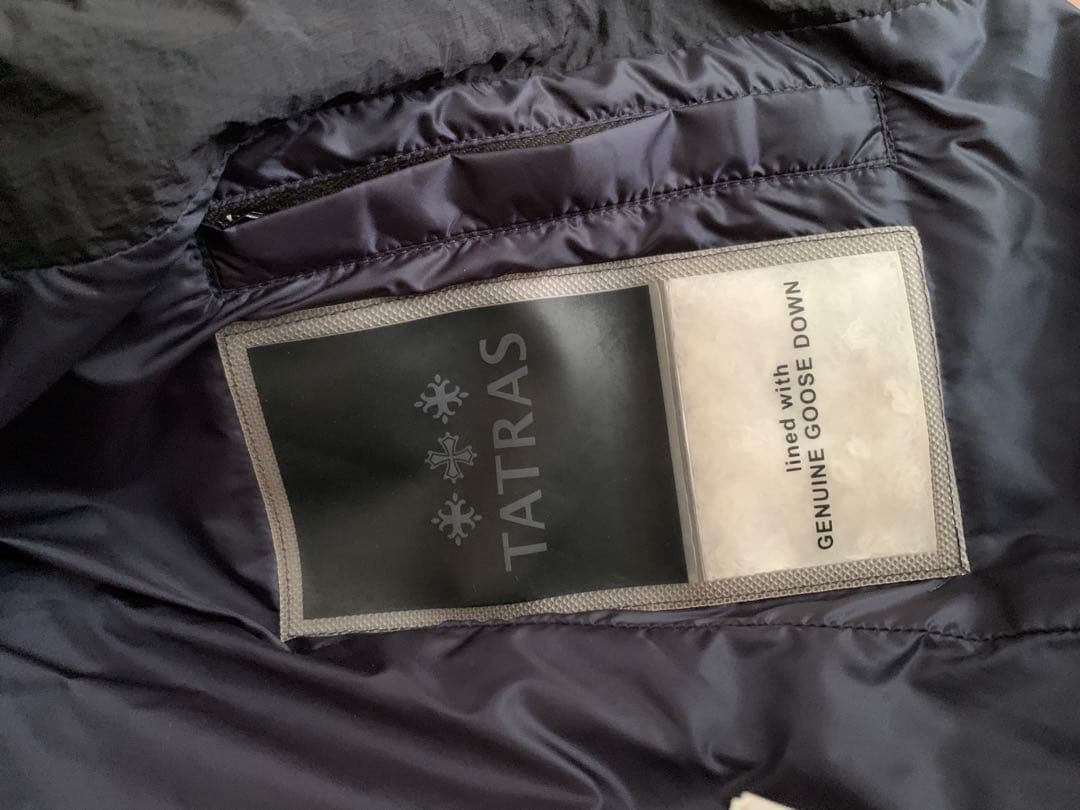 TATRAS
lined with
GENUINE GOOSE DOWN